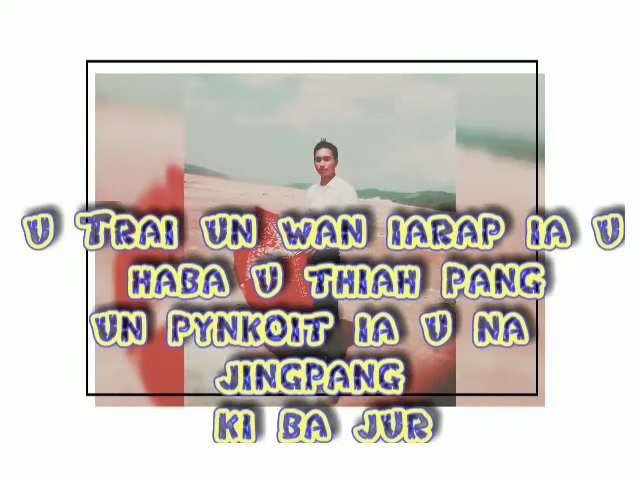 U TRAI UN WAN IARAP IA U
HABA U THIAH PANG
UN PYNKOIT IA U NA
JINGPANG
KI BA JUR